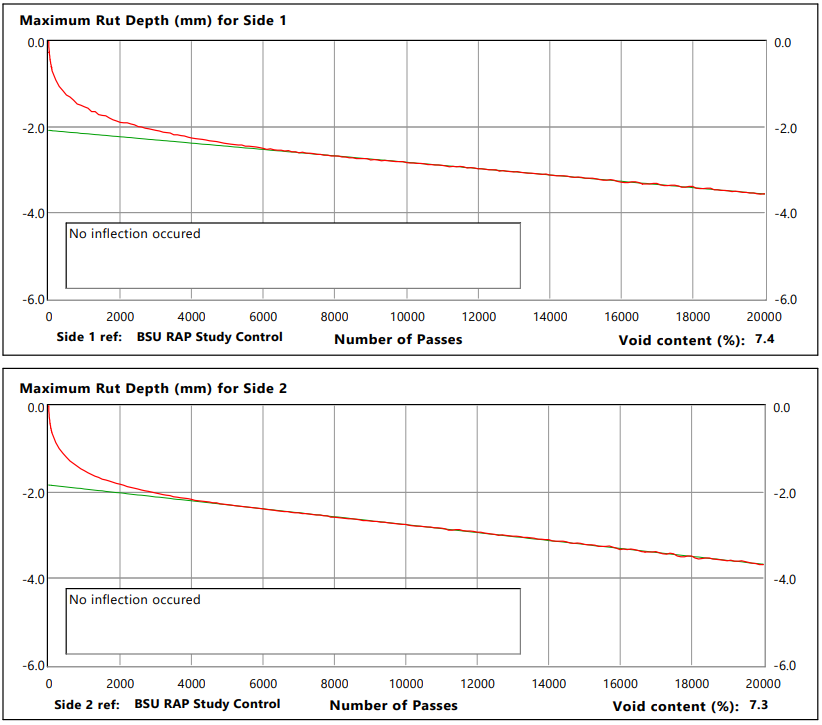 Maximum Rut Depth (mm) for Side 1
0.0 0.0
-2.0 -2.0
-4.0 -4.0
No inflection occured
-6.0 -6.0
0 2000 4000 6000 8000 10000 12000 14000 16000 18000 20000
Side 1 ref: BSU RAP Study Control Number of Passes Void content (%): 7.4
Maximum Rut Depth (mm) for Side 2
0.0 0.0
-2.0 -2.0
-4.0 -4.0
No inflection occured
-6.0 -6.0
0 2000 4000 6000 8000 10000 12000 14000 16000 18000 20000
Side 2 ref: BSU RAP Study Control Number of Passes Void content (%): 7.3